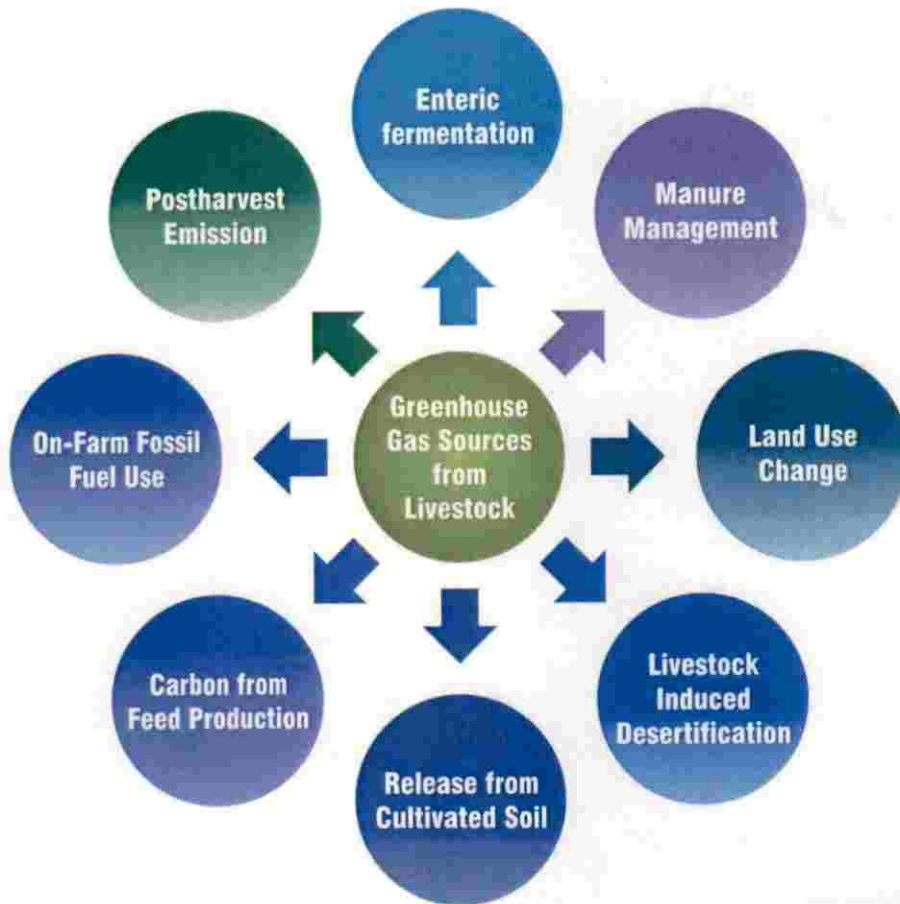 Enteric
fermentation
Manure
Management
Land Use
Change
Livestock
Induced
Desertification
Release from
Cultivated Soil
Carbon from
Feed Production
On-Farm Fossil
Fuel Use
Postharvest
Emission
Greenhouse
Gas Sources
from
Livestock